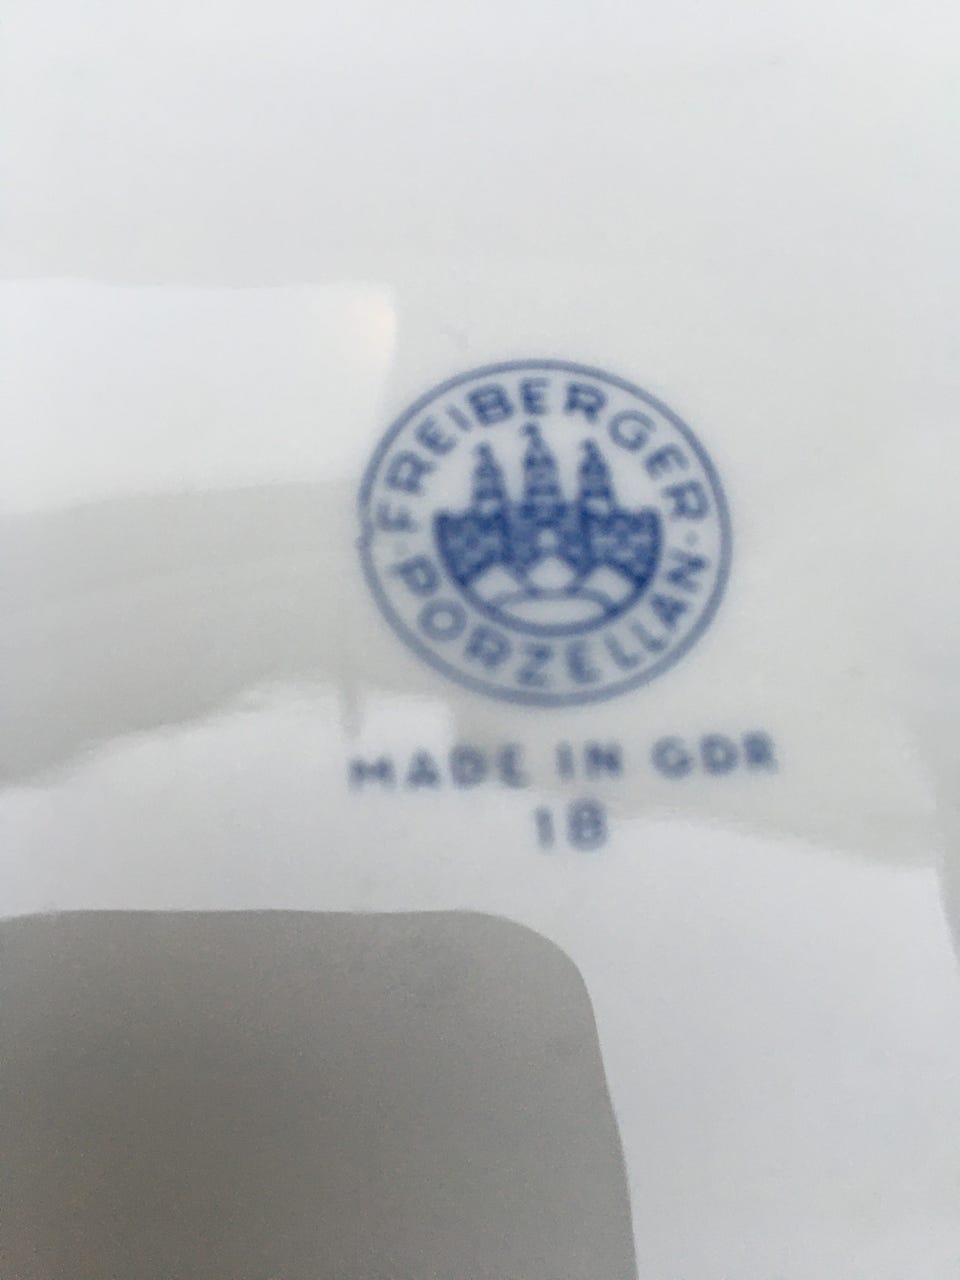 FREIBERGER
PORZELLAN
MADE IN GDR
18